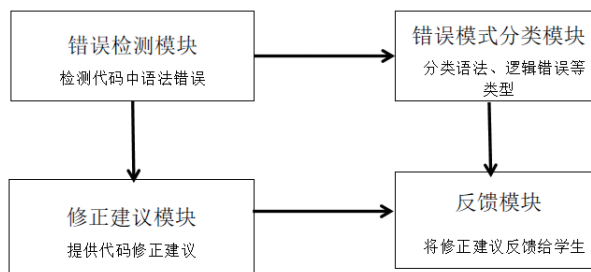 错误检测模块
检测代码中语法错误
错误模式分类模块
分类语法、逻辑错误等
类型
修正建议模块
提供代码修正建议
反馈模块
将修正建议反馈给学生